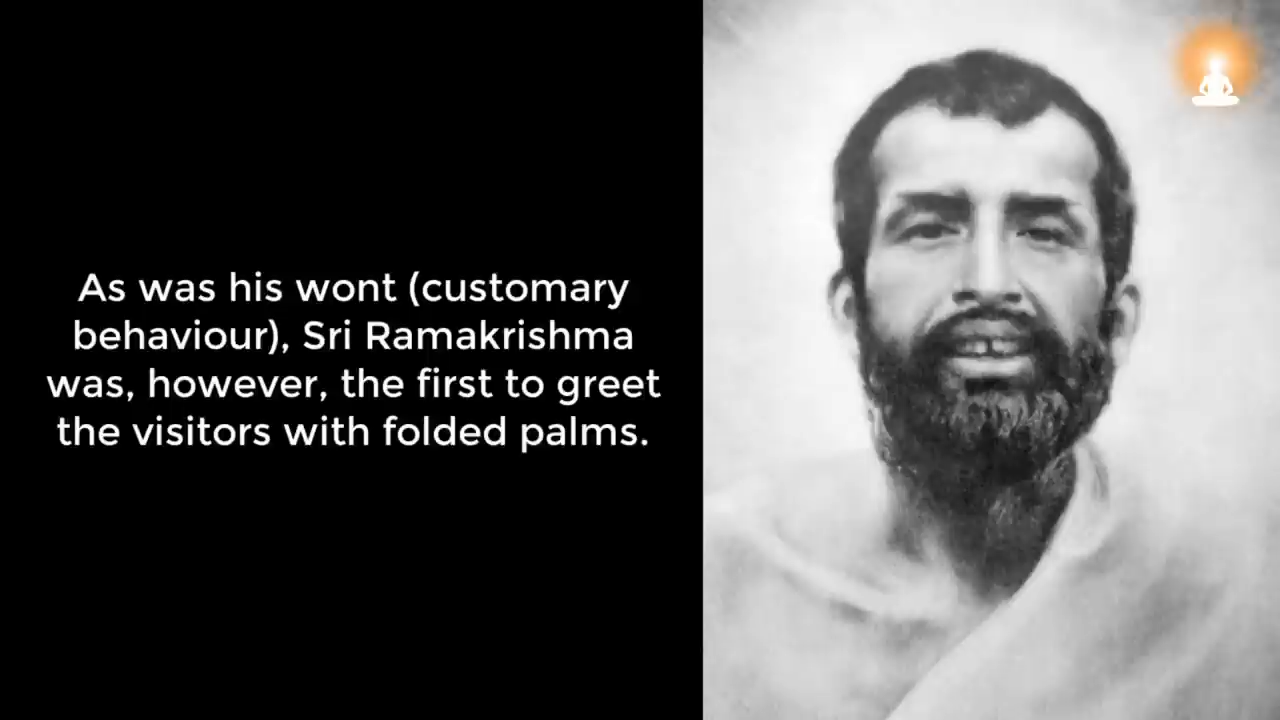 As was his wont (customary
behaviour), Sri Ramakrishma
was, however, the first to greet
the visitors with folded palms.